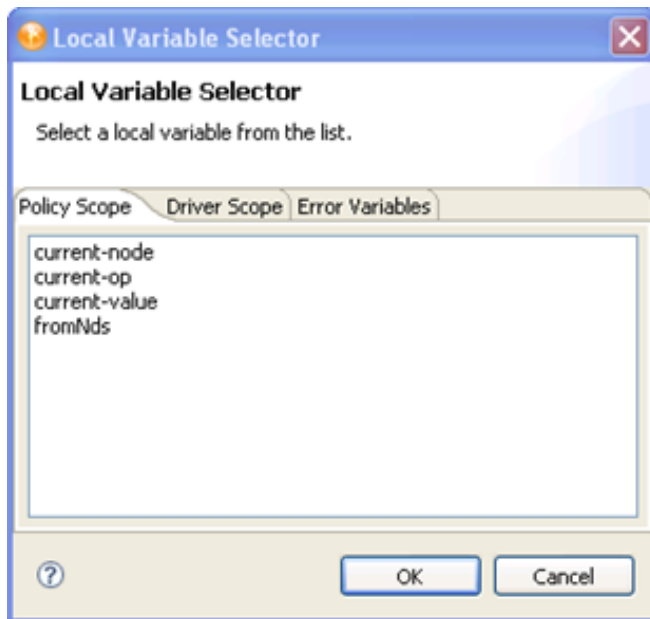 Local Variable Selector
Local Variable Selector
Select a local variable from the list.
Policy Scope Driver Scope Error Variables
current-node
current-op
current-value
fromNds
? OK Cancel